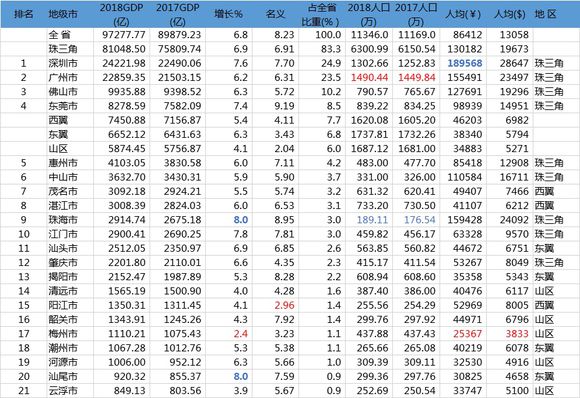 排名 地级市 2018GDP(亿) 2017GDP(亿) 增长% 名义 占全省比重(%) 2018人口(万) 2017人口(万) 人均(￥) 人均($) 地 区
全 省 97277.77 89879.23 6.8 8.23 100.0 11346.0 11169.0 86412 13058
珠三角 81048.50 75809.74 6.9 6.91 83.3 6300.99 6150.54 130182 19673
1 深圳市 24221.98 22490.06 7.6 7.70 24.9 1302.66 1252.83 189568 28647 珠三角
2 广州市 22859.35 21503.15 6.2 6.31 23.5 1490.44 1449.84 155491 23497 珠三角
3 佛山市 9935.88 9398.52 6.3 5.72 10.2 790.57 765.67 127691 19296 珠三角
4 东莞市 8278.59 7582.09 7.4 9.19 8.5 839.22 834.25 98939 14951 珠三角
西翼 7450.88 7156.87 5.4 4.11 7.7 1620.08 1605.20 46123 6982
东翼 6652.12 6431.63 6.3 3.43 6.8 1737.81 1732.26 38340 5794
山区 5874.45 5756.87 4.1 2.04 6.0 1687.12 1681.00 34883 5271
5 惠州市 4103.05 3830.58 6.0 7.11 4.2 483.00 477.70 85418 12908 珠三角
6 中山市 3632.70 3430.31 5.9 5.90 3.7 331.00 326.00 110584 16711 珠三角
7 茂名市 3092.18 2924.21 5.5 5.74 3.2 631.32 620.41 49407 7466 西翼
8 湛江市 3008.39 2824.03 6.0 6.53 3.1 733.20 730.50 41107 6212 西翼
9 珠海市 2914.74 2675.18 8.0 8.95 3.0 189.11 176.54 159428 24092 珠三角
10 江门市 2900.41 2690.25 7.8 7.81 3.0 459.82 456.17 63328 9570 珠三角
11 汕头市 2512.05 2350.97 6.9 6.85 2.6 563.85 560.82 44672 6751 东翼
12 肇庆市 2201.80 2110.01 6.6 4.35 2.3 415.17 411.54 53267 8049 珠三角
13 揭阳市 2152.47 1987.89 5.3 8.28 2.2 608.94 608.60 35358 5343 东翼
14 清远市 1565.19 1500.90 4.0 4.28 1.6 387.40 386.00 40476 6117 山区
15 阳江市 1350.31 1311.45 4.1 2.96 1.4 255.56 254.29 52969 8005 西翼
16 韶关市 1343.91 1245.26 4.3 7.92 1.4 299.76 297.92 44971 6796 山区
17 梅州市 1110.21 1075.43 2.4 3.23 1.1 437.88 437.43 25367 3833 山区
18 潮州市 1067.28 1012.76 5.3 5.38 1.1 265.66 265.08 40219 6078 东翼
19 河源市 1006.00 952.12 6.3 5.66 1.0 309.39 309.11 32530 4916 山区
20 汕尾市 920.32 855.37 8.0 7.59 0.9 299.36 297.76 30825 4658 东翼
21 云浮市 849.13 803.56 3.9 5.67 0.9 252.69 250.54 33747 5100 山区